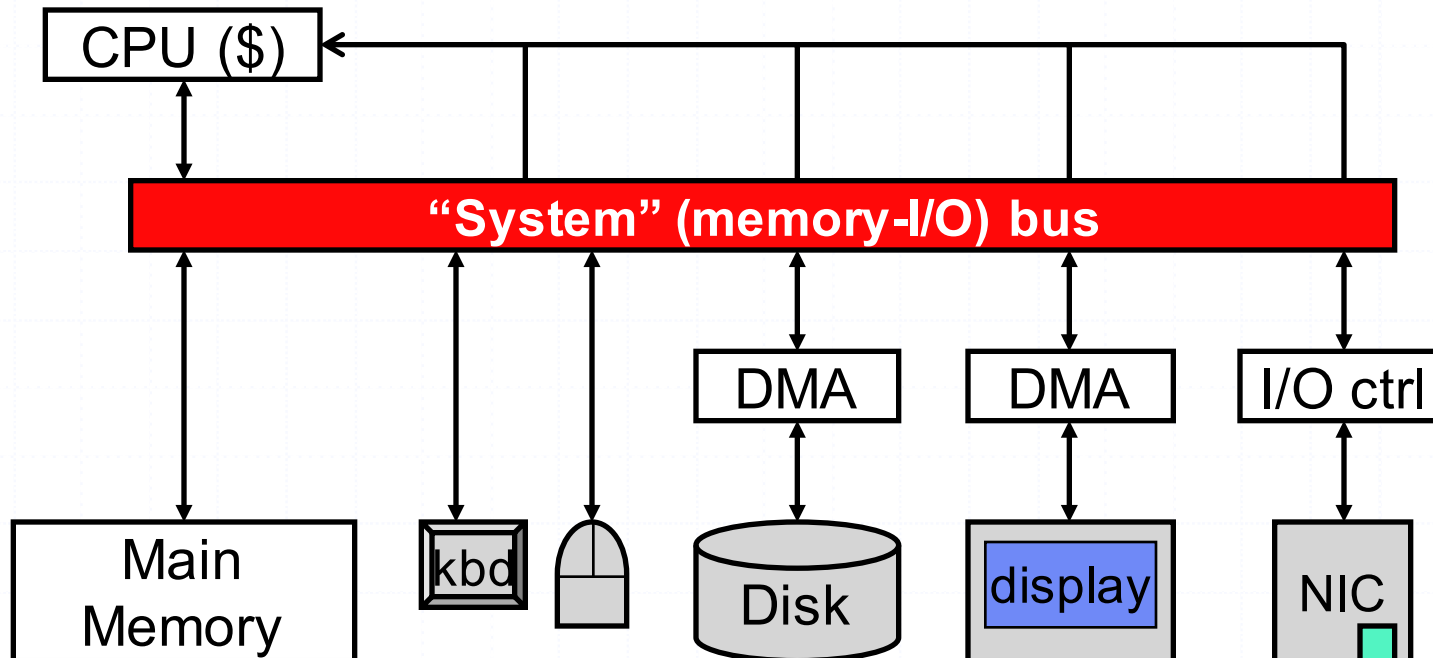 CPU ($)
“System” (memory-I/O) bus
DMA
DMA
I/O ctrl
Main
Memory
kbd
Disk
display
NIC